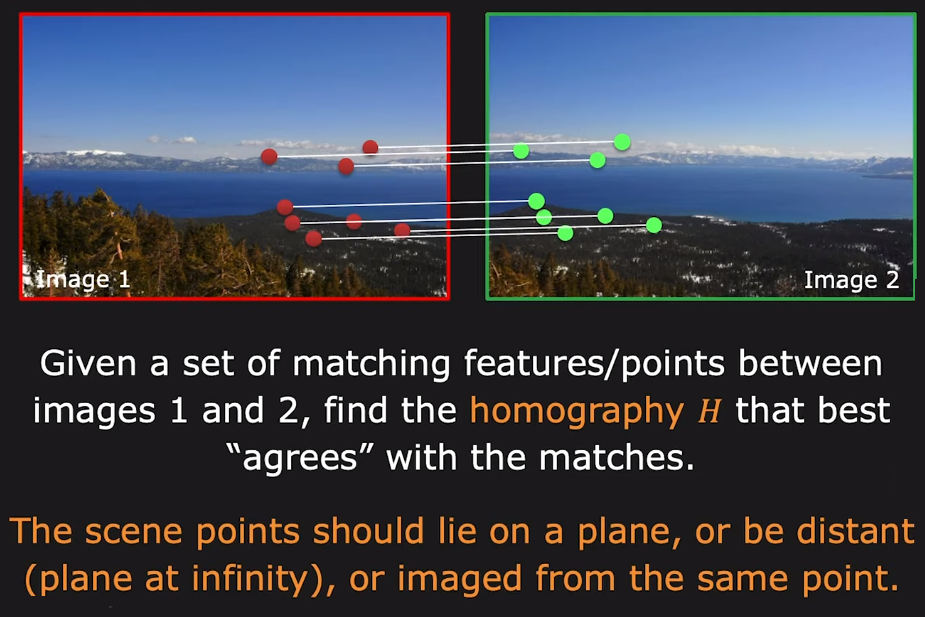 Image 1
Image 2
Given a set of matching features/points between
images 1 and 2, find the homography H that best
“agrees” with the matches.
The scene points should lie on a plane, or be distant
(plane at infinity), or imaged from the same point.